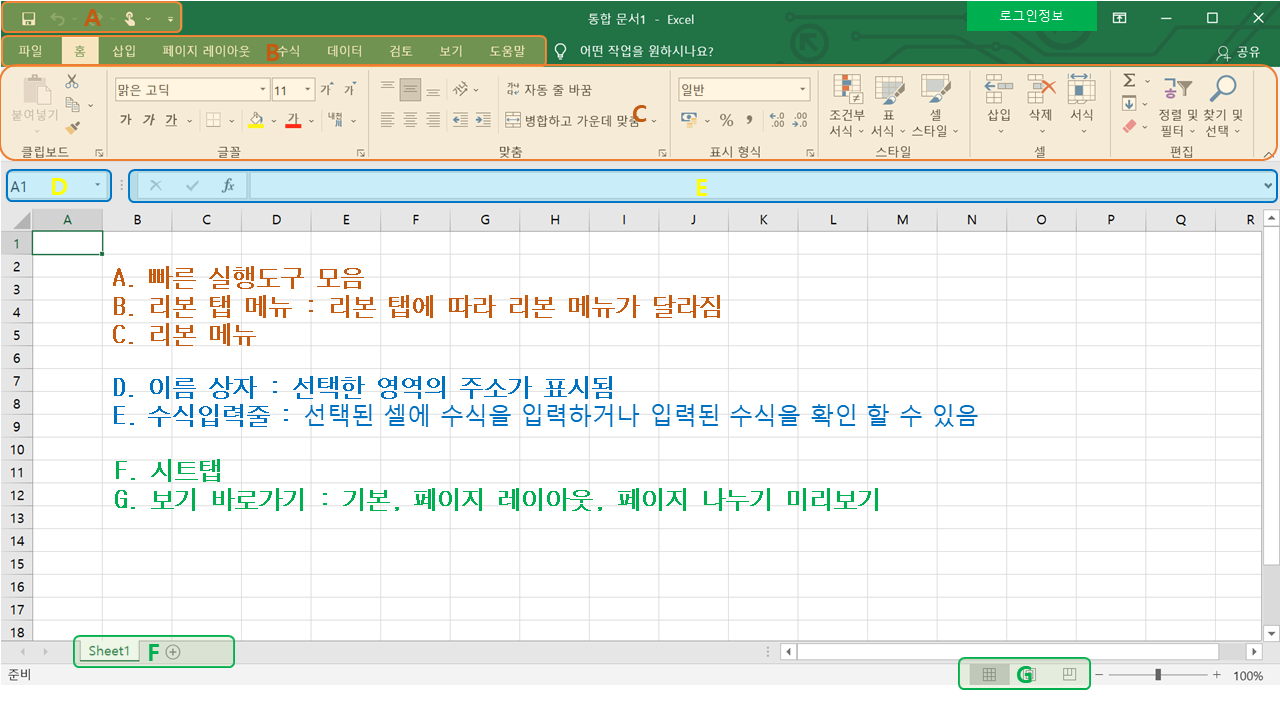 A
통합 문서1 - Excel
로그인정보
파일 홈 삽입 페이지 레이아웃 B 수식 데이터 검토 보기 도움말 어떤 작업을 원하시나요? 공유
붙여넣기
클립보드
맑은 고딕 11 가 가
가 가 가 가 내천
글꼴
자동 줄 바꿈
병합하고 가운데 맞춤 C
맞춤
일반
% , .0 .00
표시 형식
조건부 서식
표 서식
셀 스타일
스타일
삽입 삭제 서식
셀
Σ
정렬 및 필터
찾기 및 선택
편집
A1 D fx E
A B C D E F G H I J K L M N O P Q R
1
2
A. 빠른 실행도구 모음
3
B. 리본 탭 메뉴 : 리본 탭에 따라 리본 메뉴가 달라짐
4
C. 리본 메뉴
5
6
7
D. 이름 상자 : 선택한 영역의 주소가 표시됨
8
E. 수식입력줄 : 선택된 셀에 수식을 입력하거나 입력된 수식을 확인 할 수 있음
9
10
F. 시트탭
11
G. 보기 바로가기 : 기본, 페이지 레이아웃, 페이지 나누기 미리보기
12
13
14
15
16
17
18
Sheet1 F
준비 G 100%